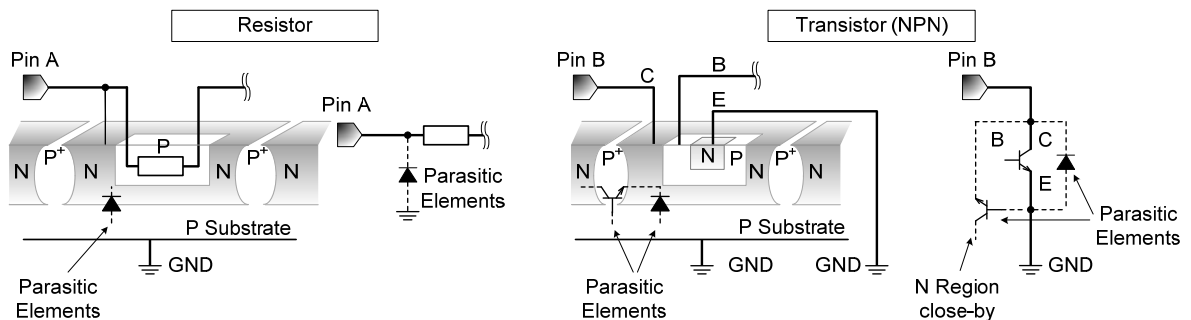 Resistor
Pin A
N
P+
N
P
N
P+
N
P Substrate
GND
Parasitic
Elements
Pin A
Parasitic
Elements
Transistor (NPN)
Pin B
C
B
E
N
P+
N
N
P
N
P+
N
P Substrate
GND
GND
Parasitic
Elements
Pin B
B
C
E
Parasitic
Elements
GND
N Region
close-by